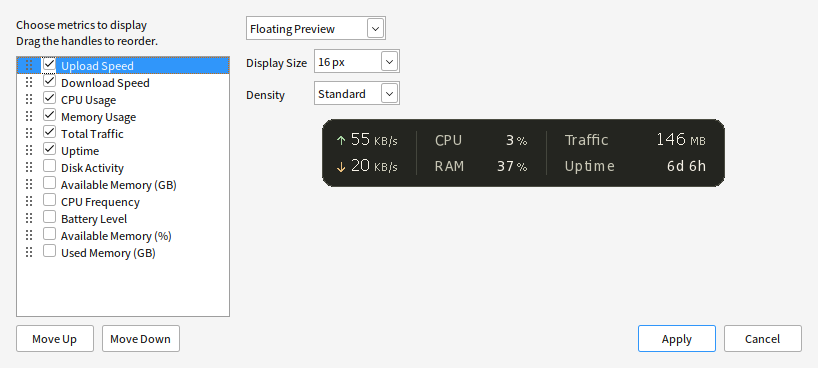 Choose metrics to display
Drag the handles to reorder.
Upload Speed
Download Speed
CPU Usage
Memory Usage
Total Traffic
Uptime
Disk Activity
Available Memory (GB)
CPU Frequency
Battery Level
Available Memory (%)
Used Memory (GB)
Move Up
Move Down
Floating Preview
Display Size
16 px
Density
Standard
↑ 55 KB/s CPU 3 % Traffic 146 MB
↓ 20 KB/s RAM 37 % Uptime 6d 6h
Apply
Cancel